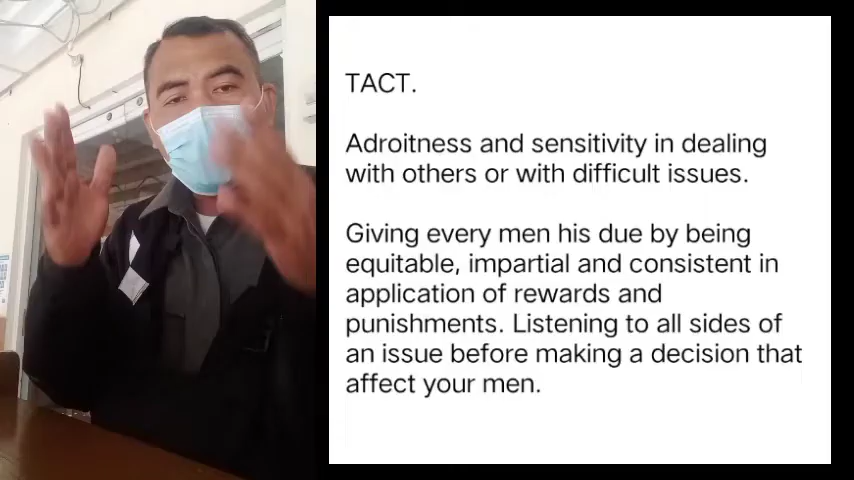 TACT.
Adroitness and sensitivity in dealing
with others or with difficult issues.
Giving every men his due by being
equitable, impartial and consistent in
application of rewards and
punishments. Listening to all sides of
an issue before making a decision that
affect your men.